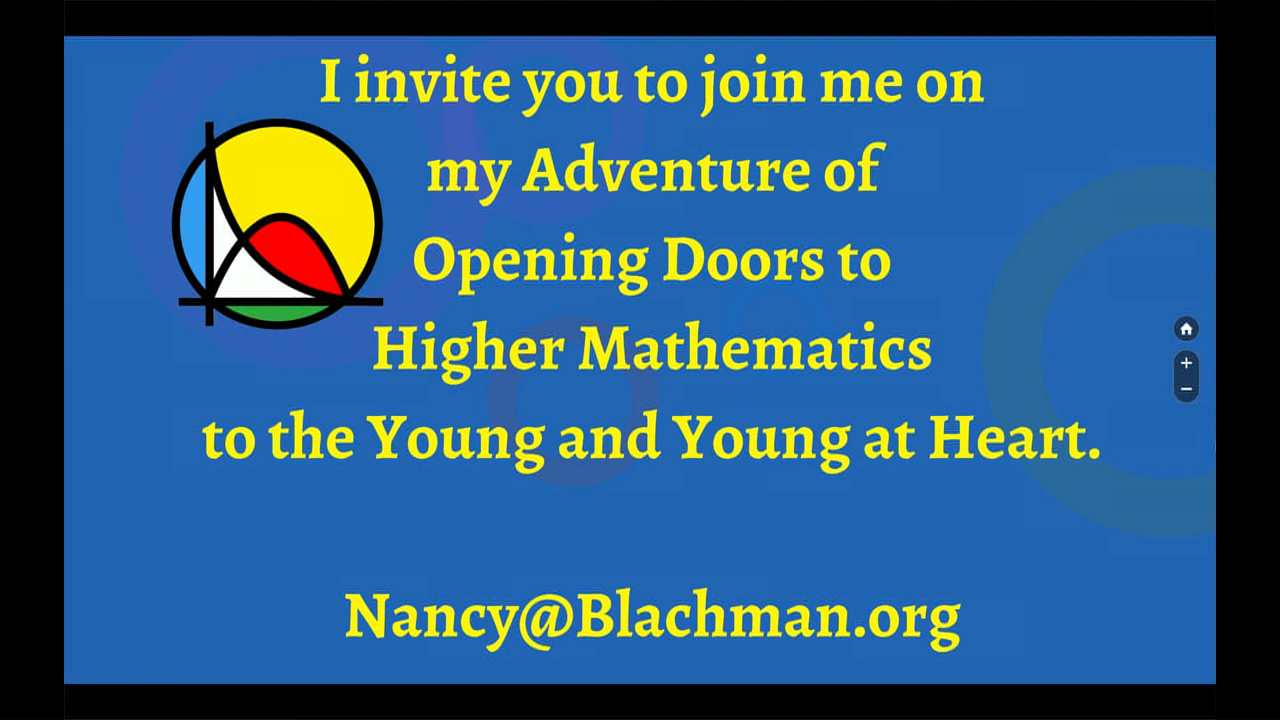 I invite you to join me on
my Adventure of
Opening Doors to
Higher Mathematics
to the Young and Young at Heart.
Nancy@Blachman.org